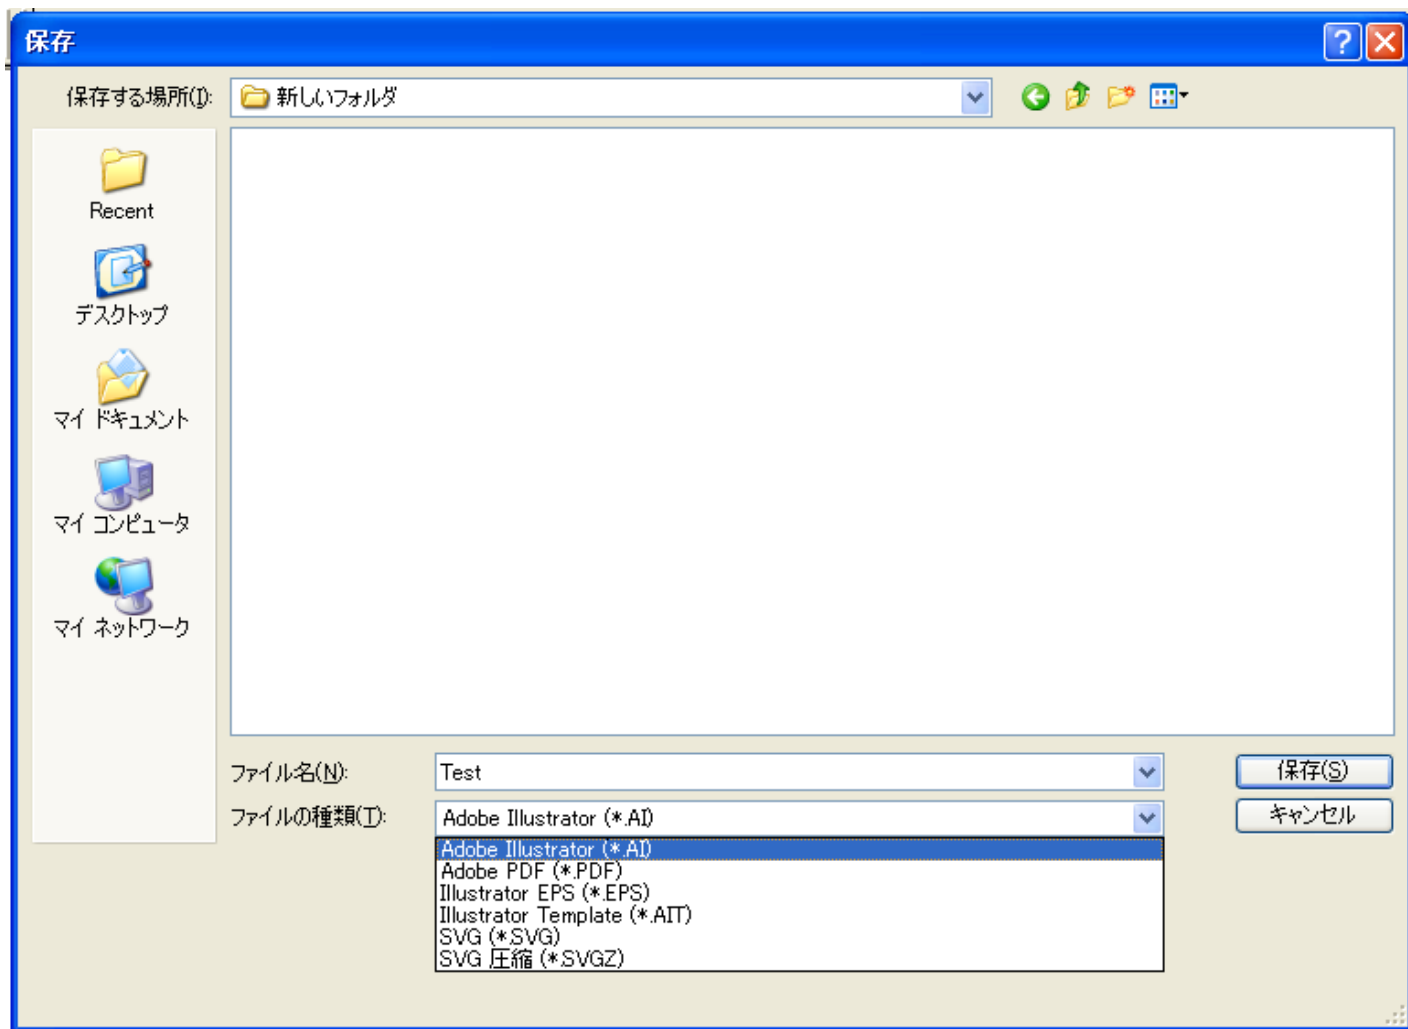 保存
保存する場所(I): 新しいフォルダ
Recent
デスクトップ
マイ ドキュメント
マイ コンピュータ
マイ ネットワーク
ファイル名(N): Test 保存(S)
ファイルの種類(T): Adobe Illustrator (*.AI) キャンセル
Adobe Illustrator (*.AI)
Adobe PDF (*.PDF)
Illustrator EPS (*.EPS)
Illustrator Template (*.AIT)
SVG (*.SVG)
SVG 圧縮 (*.SVGZ)